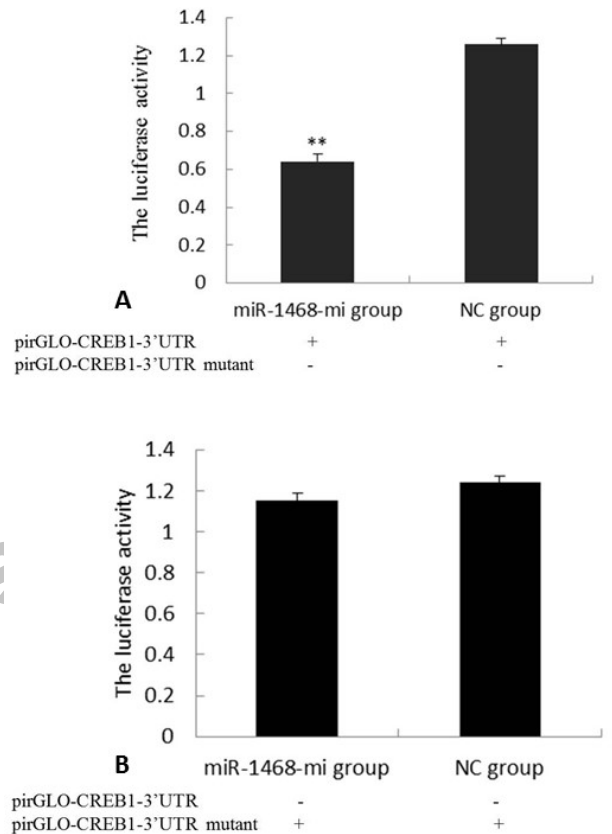 1.4
1.2
1
0.8
0.6
0.4
0.2
0
The luciferase activity
**
A
miR-1468-mi group NC group
pirGLO-CREB1-3’UTR + +
pirGLO-CREB1-3’UTR mutant - -
1.4
1.2
1
0.8
0.6
0.4
0.2
0
The luciferase activity
B
miR-1468-mi group NC group
pirGLO-CREB1-3’UTR - -
pirGLO-CREB1-3’UTR mutant + +